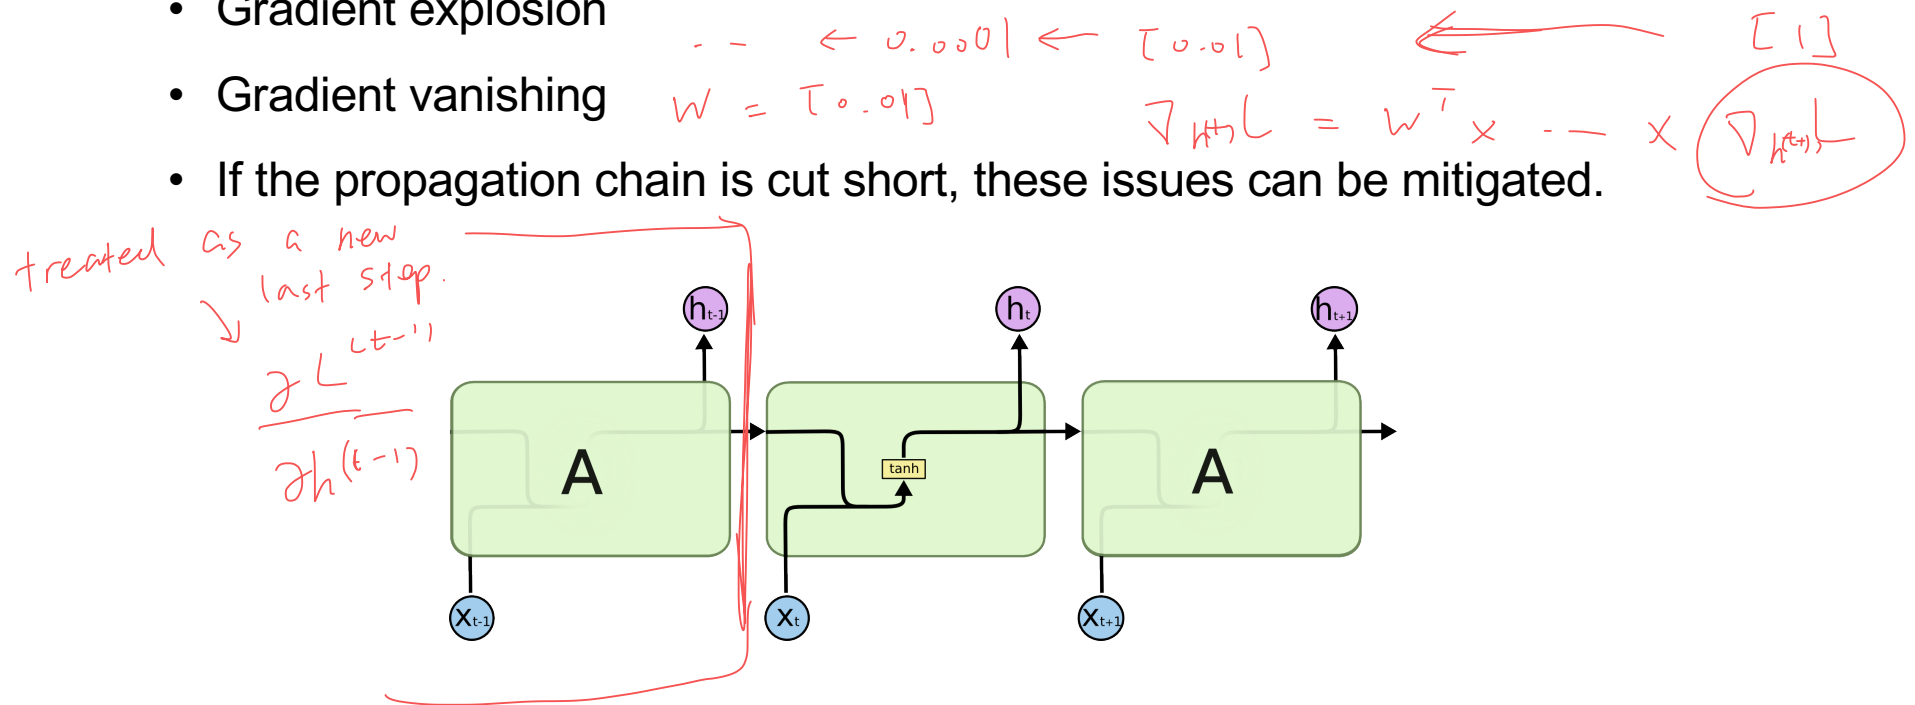 • Gradient explosion
-- ← 0.0001 ← [0.01] ← [1]
• Gradient vanishing
W = [0.01]
∇h(t)L = W^T x -- x ∇h(t+1)L
• If the propagation chain is cut short, these issues can be mitigated.
treated as a new
last step.
∂L^(t-1)
∂h^(t-1)
ht-1 ht ht+1
A tanh A
xt-1 xt xt+1